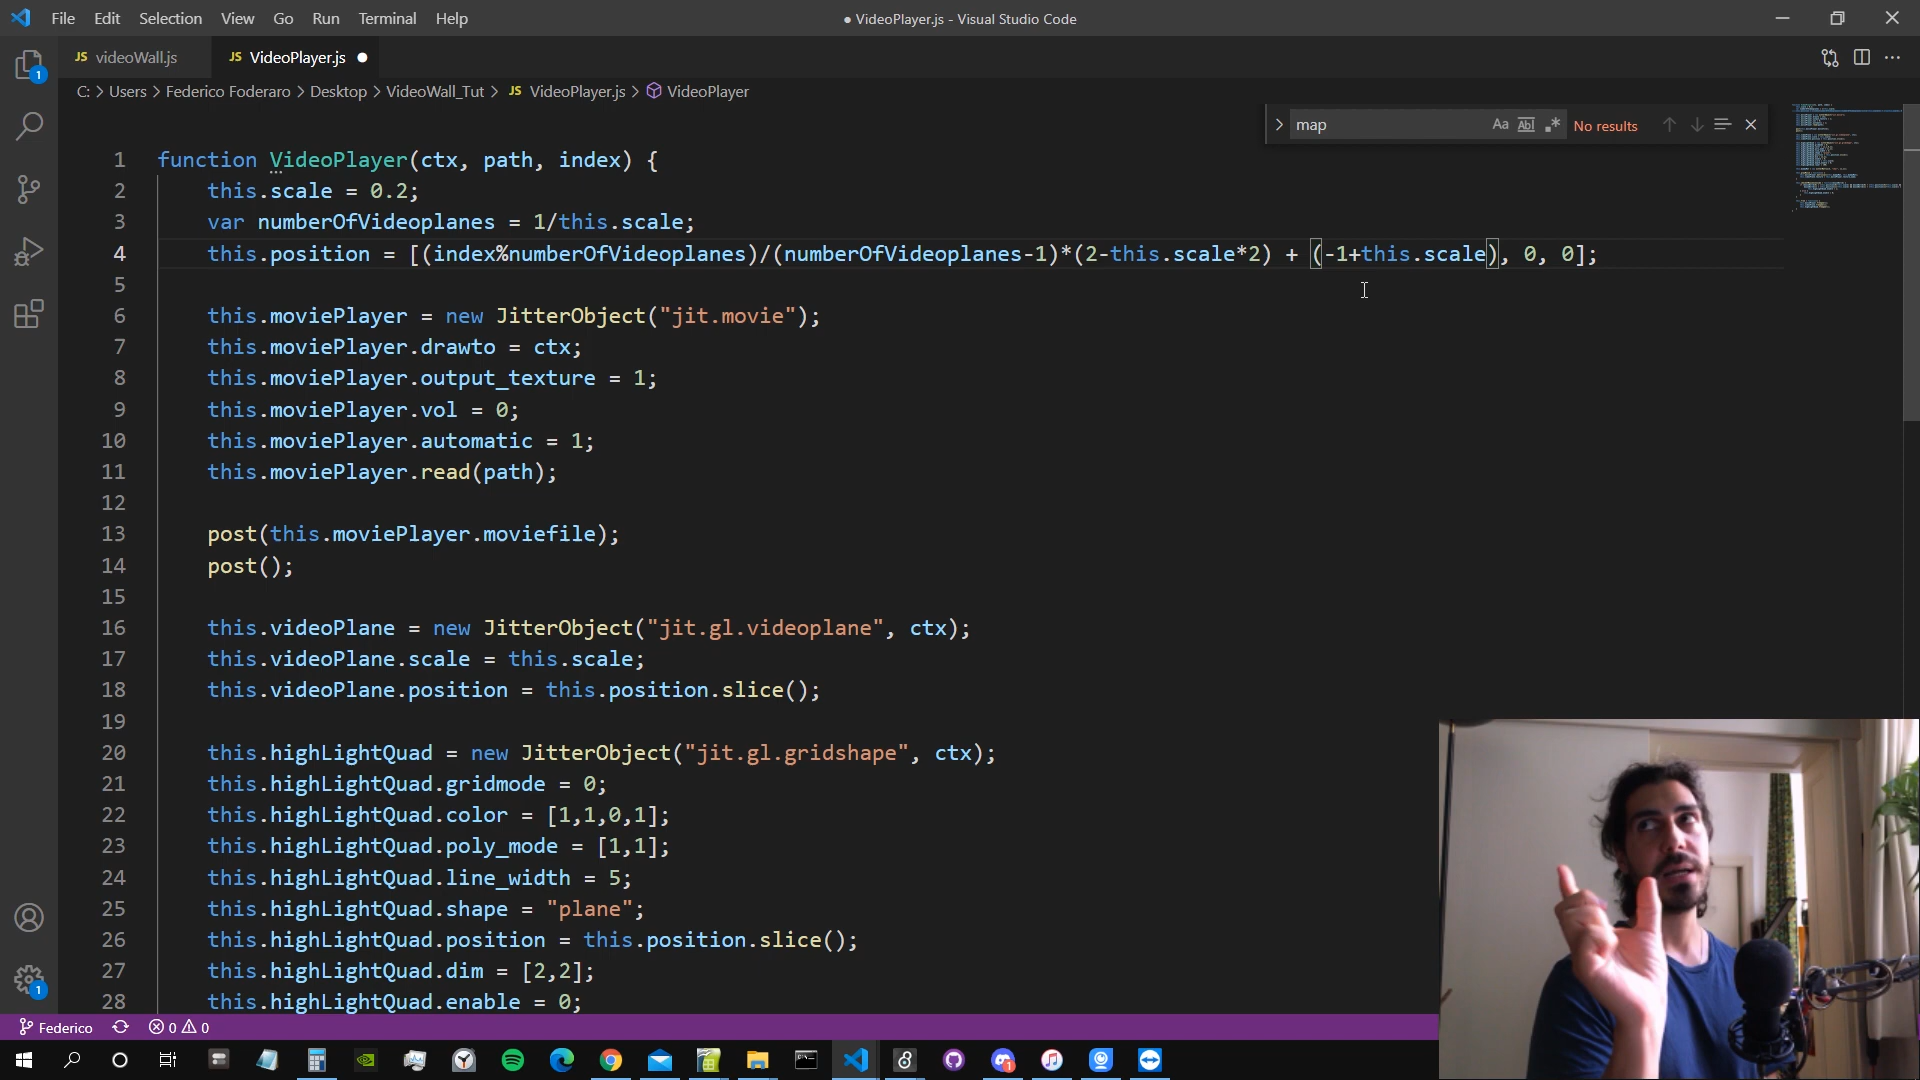 File Edit Selection View Go Run Terminal Help
● VideoPlayer.js - Visual Studio Code
JS videoWall.js
JS VideoPlayer.js ●
C: > Users > Federico Foderaro > Desktop > VideoWall_Tut > JS VideoPlayer.js > VideoPlayer
map
Aa Ab .* No results
1 function VideoPlayer(ctx, path, index) {
2 this.scale = 0.2;
3 var numberOfVideoplanes = 1/this.scale;
4 this.position = [(index%numberOfVideoplanes)/(numberOfVideoplanes-1)*(2-this.scale*2) + (-1+this.scale), 0, 0];
5
6 this.moviePlayer = new JitterObject("jit.movie");
7 this.moviePlayer.drawto = ctx;
8 this.moviePlayer.output_texture = 1;
9 this.moviePlayer.vol = 0;
10 this.moviePlayer.automatic = 1;
11 this.moviePlayer.read(path);
12
13 post(this.moviePlayer.moviefile);
14 post();
15
16 this.videoPlane = new JitterObject("jit.gl.videoplane", ctx);
17 this.videoPlane.scale = this.scale;
18 this.videoPlane.position = this.position.slice();
19
20 this.highLightQuad = new JitterObject("jit.gl.gridshape", ctx);
21 this.highLightQuad.gridmode = 0;
22 this.highLightQuad.color = [1,1,0,1];
23 this.highLightQuad.poly_mode = [1,1];
24 this.highLightQuad.line_width = 5;
25 this.highLightQuad.shape = "plane";
26 this.highLightQuad.position = this.position.slice();
27 this.highLightQuad.dim = [2,2];
28 this.highLightQuad.enable = 0;
1
1
Federico 0 0